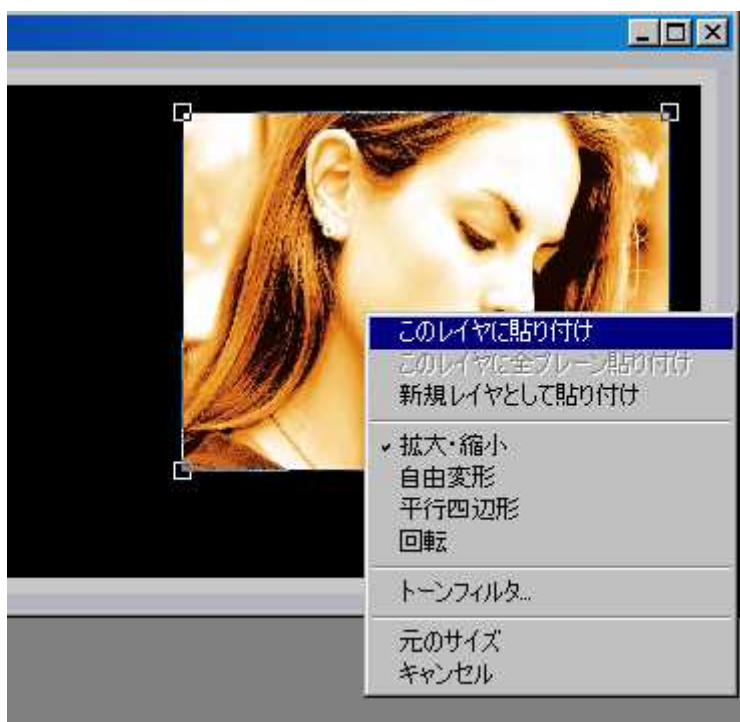 このレイヤに貼り付け
このレイヤに全プレーン貼り付け
新規レイヤとして貼り付け
拡大・縮小
自由変形
平行四辺形
回転
トーンフィルタ...
元のサイズ
キャンセル